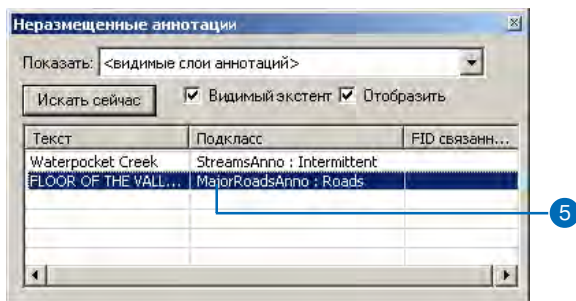 Неразмещенные аннотации
Показать: <видимые слои аннотаций>
Искать сейчас Видимый экстент Отобразить
Текст Подкласс FID связанн...
Waterpocket Creek StreamsAnno : Intermittent
FLOOR OF THE VALL... MajorRoadsAnno : Roads
5